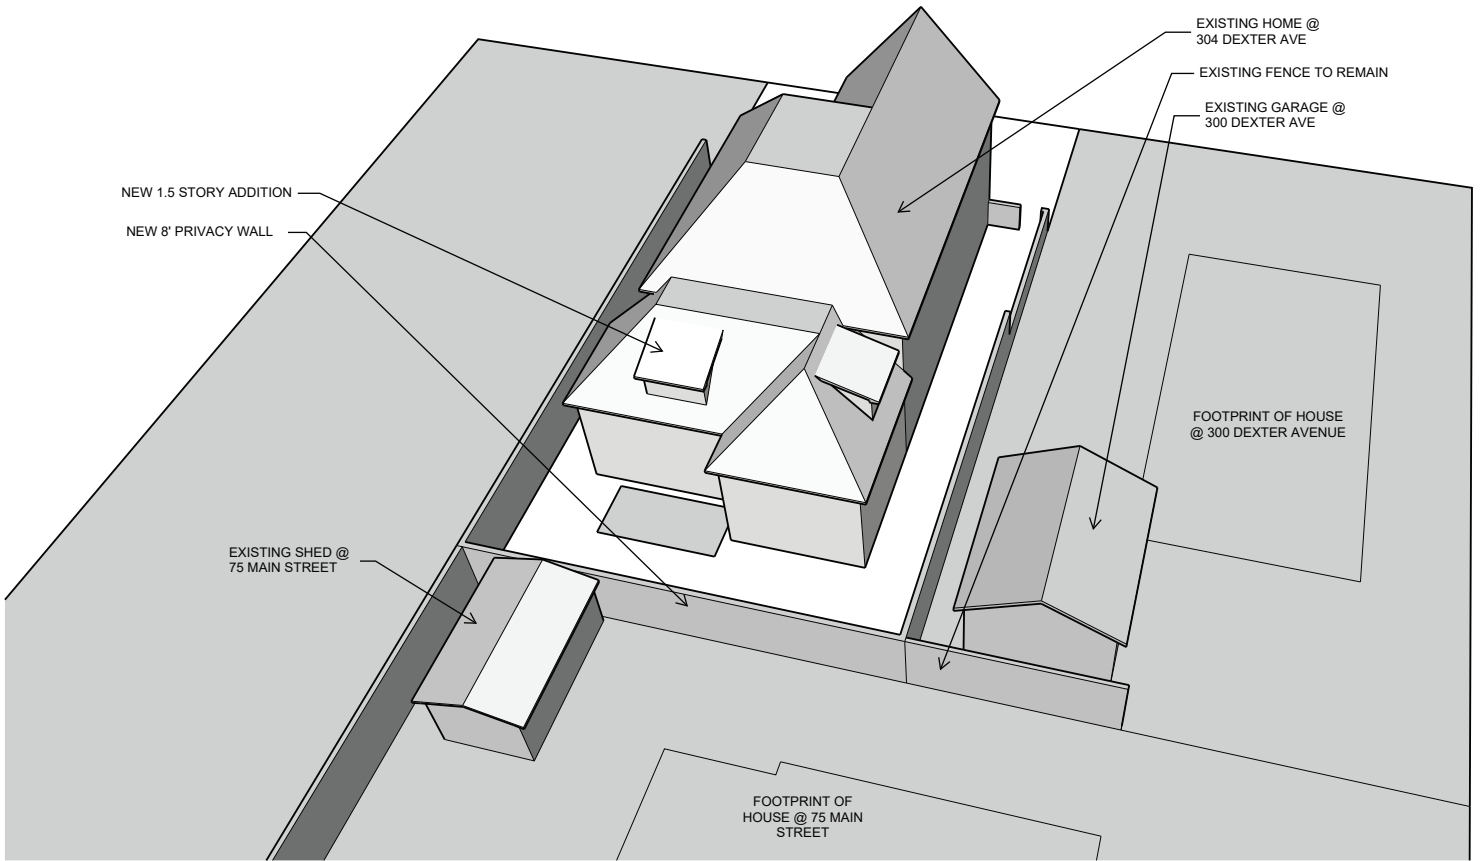 EXISTING HOME @
304 DEXTER AVE
EXISTING FENCE TO REMAIN
EXISTING GARAGE @
300 DEXTER AVE
NEW 1.5 STORY ADDITION
NEW 8' PRIVACY WALL
FOOTPRINT OF HOUSE
@ 300 DEXTER AVENUE
EXISTING SHED @
75 MAIN STREET
FOOTPRINT OF
HOUSE @ 75 MAIN
STREET